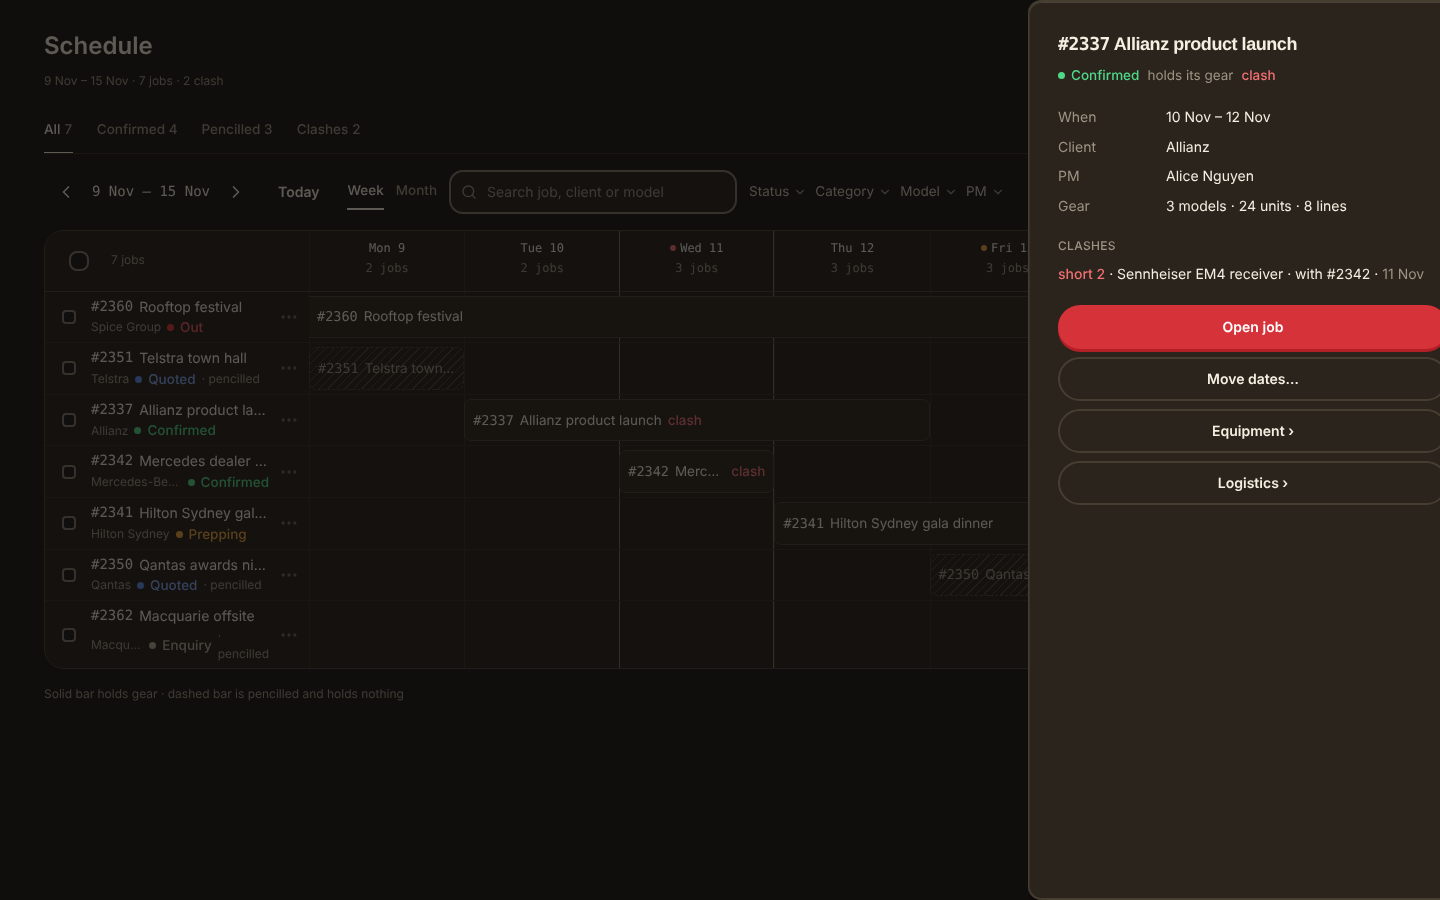 Schedule
9 Nov – 15 Nov · 7 jobs · 2 clash
All 7 Confirmed 4 Pencilled 3 Clashes 2
9 Nov – 15 Nov Today Week Month Search job, client or model Status Category Model PM
7 jobs
Mon 9 Tue 10 Wed 11 Thu 12 Fri 1
2 jobs 2 jobs 3 jobs 3 jobs 3 jobs
#2360 Rooftop festival
Spice Group Out
#2360 Rooftop festival
#2351 Telstra town hall
Telstra Quoted · pencilled
#2351 Telstra town…
#2337 Allianz product la…
Allianz Confirmed
#2337 Allianz product launch clash
#2342 Mercedes dealer …
Mercedes-Be… Confirmed
#2342 Merc… clash
#2341 Hilton Sydney gal…
Hilton Sydney Prepping
#2341 Hilton Sydney gala dinner
#2350 Qantas awards ni…
Qantas Quoted · pencilled
#2350 Qantas
#2362 Macquarie offsite
Macqu… Enquiry · pencilled
Solid bar holds gear · dashed bar is pencilled and holds nothing
#2337 Allianz product launch
Confirmed holds its gear clash
When 10 Nov – 12 Nov
Client Allianz
PM Alice Nguyen
Gear 3 models · 24 units · 8 lines
CLASHES
short 2 · Sennheiser EM4 receiver · with #2342 · 11 Nov
Open job
Move dates…
Equipment ›
Logistics ›